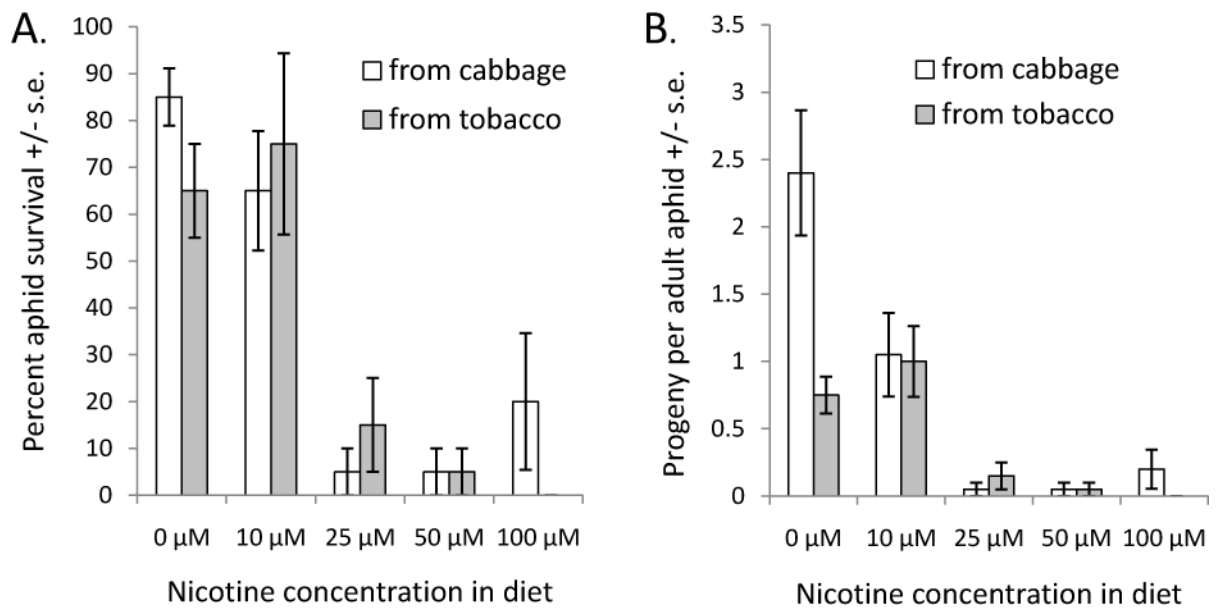 A.
Percent aphid survival +/- s.e.
100
90
80
70
60
50
40
30
20
10
0
from cabbage
from tobacco
0 µM 10 µM 25 µM 50 µM 100 µM
Nicotine concentration in diet
B.
Progeny per adult aphid +/- s.e.
3.5
3
2.5
2
1.5
1
0.5
0
from cabbage
from tobacco
0 µM 10 µM 25 µM 50 µM 100 µM
Nicotine concentration in diet